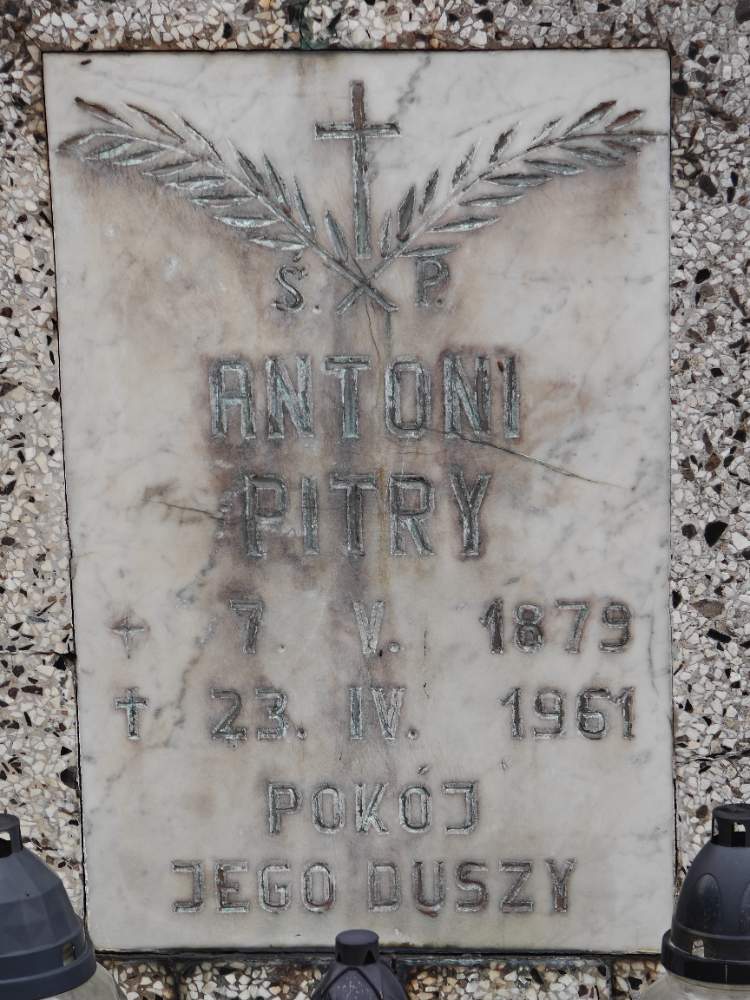 Ś. P.
ANTONI
PITRY
7. V. 1879
✝ 23. IV. 1961
POKÓJ
JEGO DUSZY